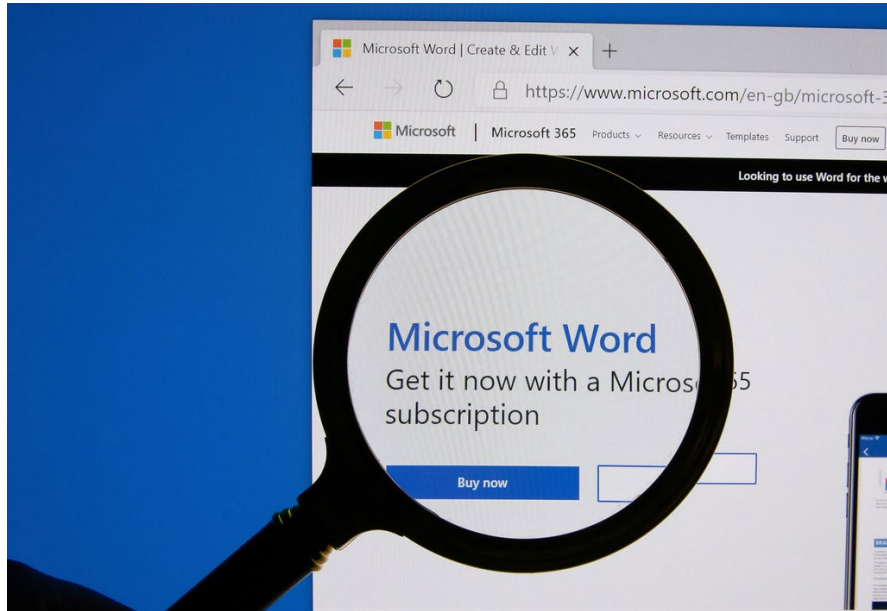 Microsoft Word | Create & Edit W
https://www.microsoft.com/en-gb/microsoft-3
Microsoft | Microsoft 365 Products Resources Templates Support Buy now
Looking to use Word for the w
Microsoft Word
Get it now with a Micros 65
subscription
Buy now